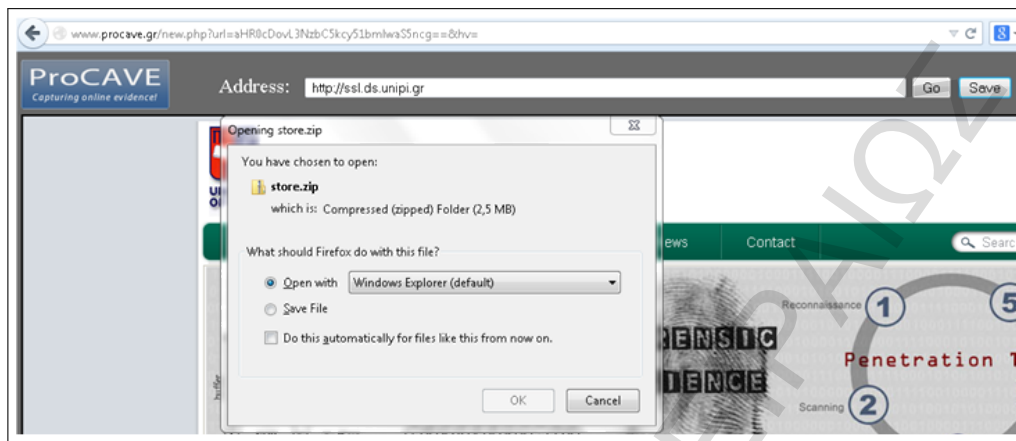 www.procave.gr/new.php?url=aHR0cDovL3NzbC5kcy51bmlwaS5ncg==&hv=
ProCAVE
Capturing online evidence!
Address:
http://ssl.ds.unipi.gr
Go
Save
Opening store.zip
You have chosen to open:
store.zip
which is: Compressed (zipped) Folder (2,5 MB)
What should Firefox do with this file?
Open with
Windows Explorer (default)
Save File
Do this automatically for files like this from now on.
OK
Cancel
ews
Contact
Searc
Reconnaissance
1
5
ENSIC
IENCE
Penetration
Scanning
2